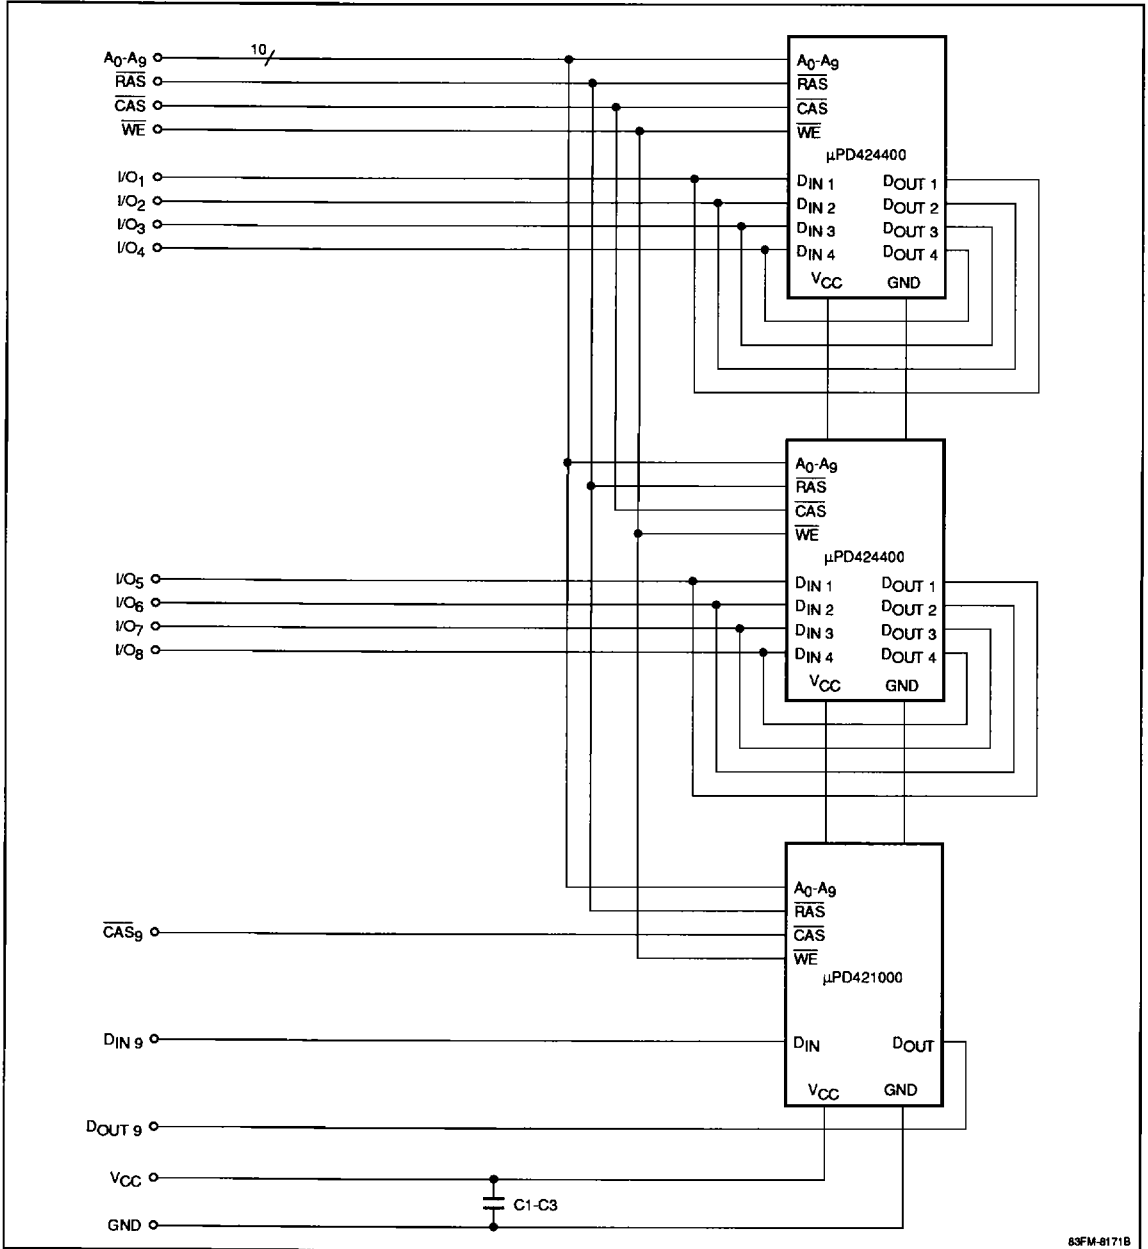 A0-A9
10
RAS
CAS
WE
I/O1
I/O2
I/O3
I/O4
A0-A9
RAS
CAS
WE
µPD424400
DIN 1 DOUT 1
DIN 2 DOUT 2
DIN 3 DOUT 3
DIN 4 DOUT 4
VCC GND
I/O5
I/O6
I/O7
I/O8
A0-A9
RAS
CAS
WE
µPD424400
DIN 1 DOUT 1
DIN 2 DOUT 2
DIN 3 DOUT 3
DIN 4 DOUT 4
VCC GND
CAS9
A0-A9
RAS
CAS
WE
µPD421000
DIN 9
DIN DOUT
VCC GND
DOUT 9
VCC
C1-C3
GND
83FM-8171B